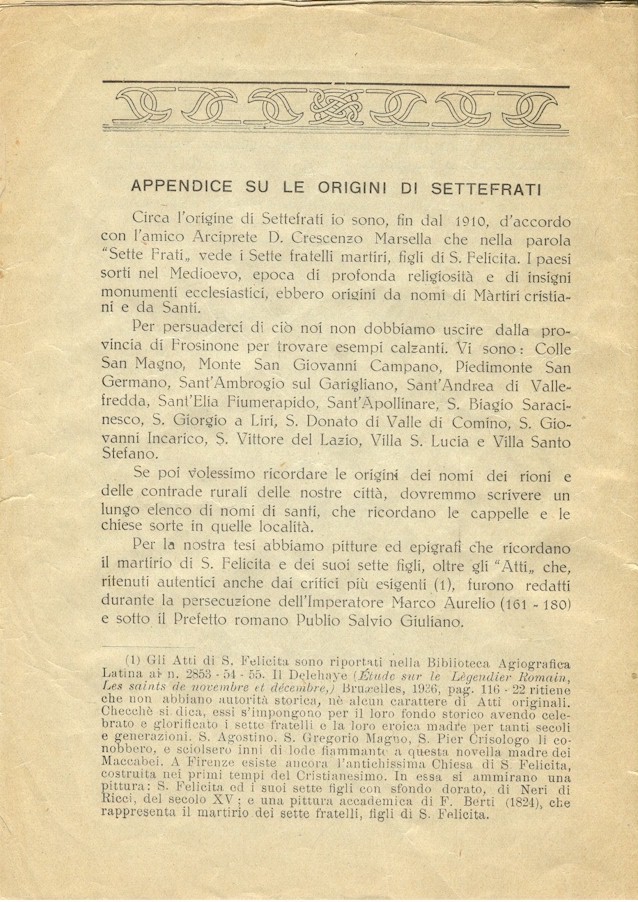 APPENDICE SU LE ORIGINI DI SETTEFRATI
Circa l'origine di Settefrati io sono, fin dal 1910, d'accordo
con l'amico Arciprete D. Crescenzo Marsella che nella parola
"Sette Frati„ vede i Sette fratelli martiri, figli di S. Felicita. I paesi
sorti nel Medioevo, epoca di profonda religiosità e di insigni
monumenti ecclesiastici, ebbero origini da nomi di Màrtiri cristia-
ni e da Santi.
Per persuaderci di ciò noi non dobbiamo uscire dalla pro-
vincia di Frosinone per trovare esempi calzanti. Vi sono: Colle
San Magno, Monte San Giovanni Campano, Piedimonte San
Germano, Sant'Ambrogio sul Garigliano, Sant'Andrea di Valle-
fredda, Sant'Elia Fiumerapido, Sant'Apollinare, S. Biagio Saraci-
nesco, S. Giorgio a Liri, S. Donato di Valle di Comino, S. Gio-
vanni Incarico, S. Vittore del Lazio, Villa S. Lucia e Villa Santo
Stefano.
Se poi volessimo ricordare le origini dei nomi dei rioni e
delle contrade rurali delle nostre città, dovremmo scrivere un
lungo elenco di nomi di santi, che ricordano le cappelle e le
chiese sorte in quelle località.
Per la nostra tesi abbiamo pitture ed epigrafi che ricordano
il martirio di S. Felicita e dei suoi sette figli, oltre gli "Atti„ che,
ritenuti autentici anche dai critici più esigenti (1), furono redatti
durante la persecuzione dell'Imperatore Marco Aurelio (161 - 180)
e sotto il Prefetto romano Publio Salvio Giuliano.
(1) Gli Atti di S. Felicita sono riportati nella Biblioteca Agiografica
Latina ai n. 2853 - 54 - 55. Il Delehaye (Étude sur le Lègendier Romain,
Les saints de novembre et décembre,) Bruxelles, 1936, pag. 116 - 22 ritiene
che non abbiano autorità storica, nè alcun carattere di Atti originali.
Checchè si dica, essi s'impongono per il loro fondo storico avendo cele-
brato e glorificato i sette fratelli e la loro eroica madre per tanti secoli
e generazioni. S. Agostino. S. Gregorio Magno, S. Pier Crisologo li co-
nobbero, e sciolsero inni di lode fiammante a questa novella madre dei
Maccabei. A Firenze esiste ancora l'antichissima Chiesa di S. Felicita,
costruita nei primi tempi del Cristianesimo. In essa si ammirano una
pittura: S. Felicita ed i suoi sette figli con sfondo dorato, di Neri di
Ricci, del secolo XV; e una pittura accademica di F. Berti (1824), che
rappresenta il martirio dei sette fratelli, figli di S. Felicita.